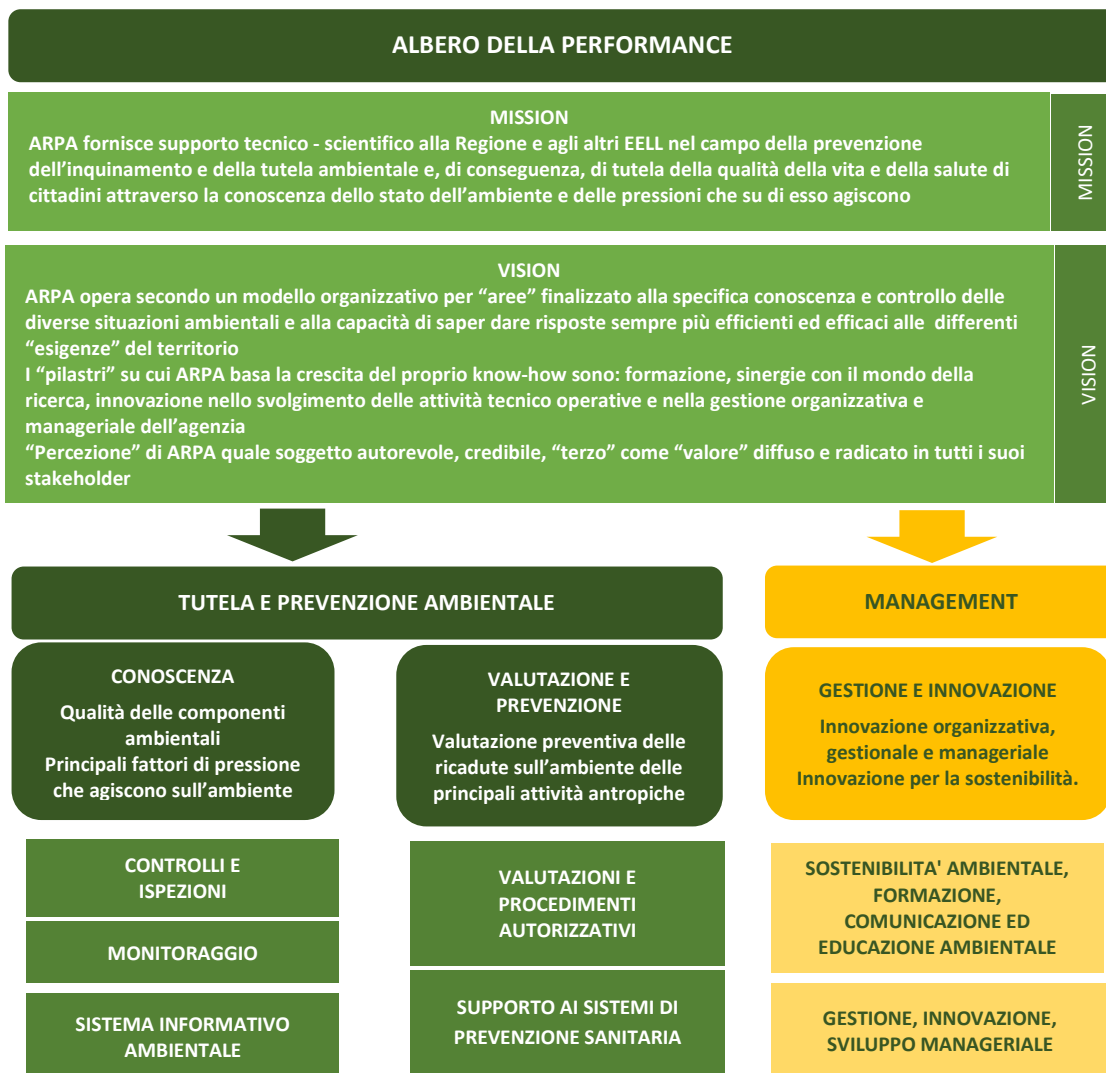 ALBERO DELLA PERFORMANCE
MISSION
ARPA fornisce supporto tecnico - scientifico alla Regione e agli altri EELL nel campo della prevenzione
dell'inquinamento e della tutela ambientale e, di conseguenza, di tutela della qualità della vita e della salute di
cittadini attraverso la conoscenza dello stato dell'ambiente e delle pressioni che su di esso agiscono
MISSION
VISION
ARPA opera secondo un modello organizzativo per “aree” finalizzato alla specifica conoscenza e controllo delle
diverse situazioni ambientali e alla capacità di saper dare risposte sempre più efficienti ed efficaci alle differenti
“esigenze” del territorio
I “pilastri” su cui ARPA basa la crescita del proprio know-how sono: formazione, sinergie con il mondo della
ricerca, innovazione nello svolgimento delle attività tecnico operative e nella gestione organizzativa e
manageriale dell'agenzia
“Percezione” di ARPA quale soggetto autorevole, credibile, “terzo” come “valore” diffuso e radicato in tutti i suoi
stakeholder
VISION
TUTELA E PREVENZIONE AMBIENTALE
CONOSCENZA
Qualità delle componenti
ambientali
Principali fattori di pressione
che agiscono sull'ambiente
CONTROLLI E
ISPEZIONI
MONITORAGGIO
SISTEMA INFORMATIVO
AMBIENTALE
VALUTAZIONE E
PREVENZIONE
Valutazione preventiva delle
ricadute sull'ambiente delle
principali attività antropiche
VALUTAZIONI E
PROCEDIMENTI
AUTORIZZATIVI
SUPPORTO AI SISTEMI DI
PREVENZIONE SANITARIA
MANAGEMENT
GESTIONE E INNOVAZIONE
Innovazione organizzativa,
gestionale e manageriale
Innovazione per la sostenibilità.
SOSTENIBILITA' AMBIENTALE,
FORMAZIONE,
COMUNICAZIONE ED
EDUCAZIONE AMBIENTALE
GESTIONE, INNOVAZIONE,
SVILUPPO MANAGERIALE